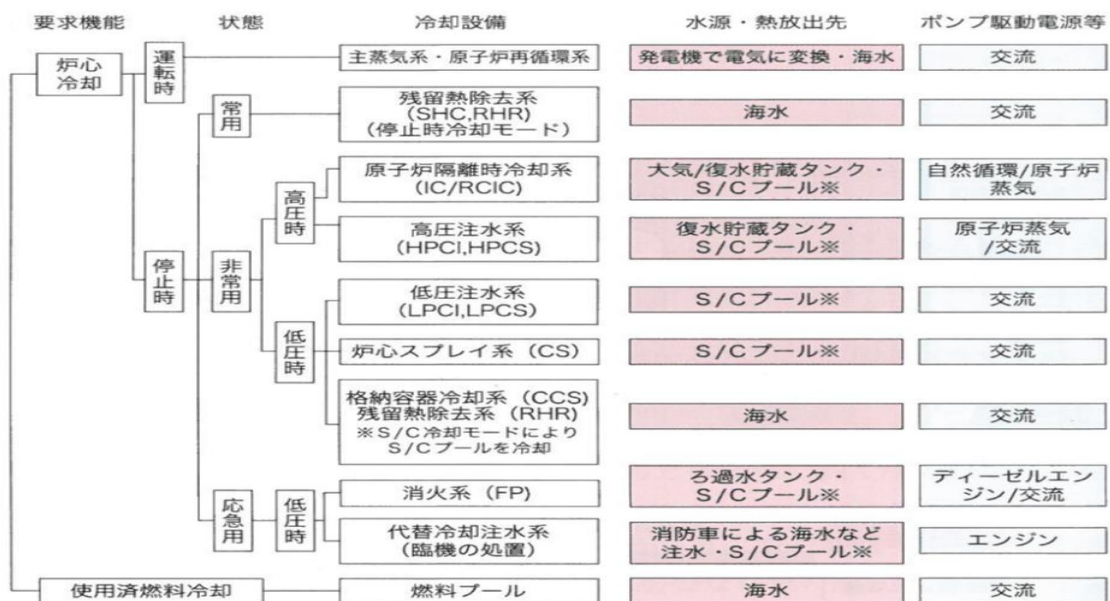 要求機能 状態 冷却設備 水源・熱放出先 ポンプ駆動電源等
炉心
冷却
運転時
主蒸気系・原子炉再循環系 発電機で電気に変換・海水 交流
常用
残留熱除去系
(SHC,RHR)
(停止時冷却モード)
海水 交流
停止時
非常用
高圧時
原子炉隔離時冷却系
(IC/RCIC)
大気/復水貯蔵タンク・
S/Cプール※
自然循環/原子炉
蒸気
高圧注水系
(HPCI,HPCS)
復水貯蔵タンク・
S/Cプール※
原子炉蒸気
/交流
低圧時
低圧注水系
(LPCI,LPCS)
S/Cプール※ 交流
炉心スプレイ系(CS) S/Cプール※ 交流
格納容器冷却系(CCS)
残留熱除去系(RHR)
※S/C冷却モードにより
S/Cプールを冷却
海水 交流
応急用
低圧時
消火系(FP)
ろ過水タンク・
S/Cプール※
ディーゼルエン
ジン/交流
代替冷却注水系
(臨機の処置)
消防車による海水など
注水・S/Cプール※
エンジン
使用済燃料冷却 燃料プール 海水 交流